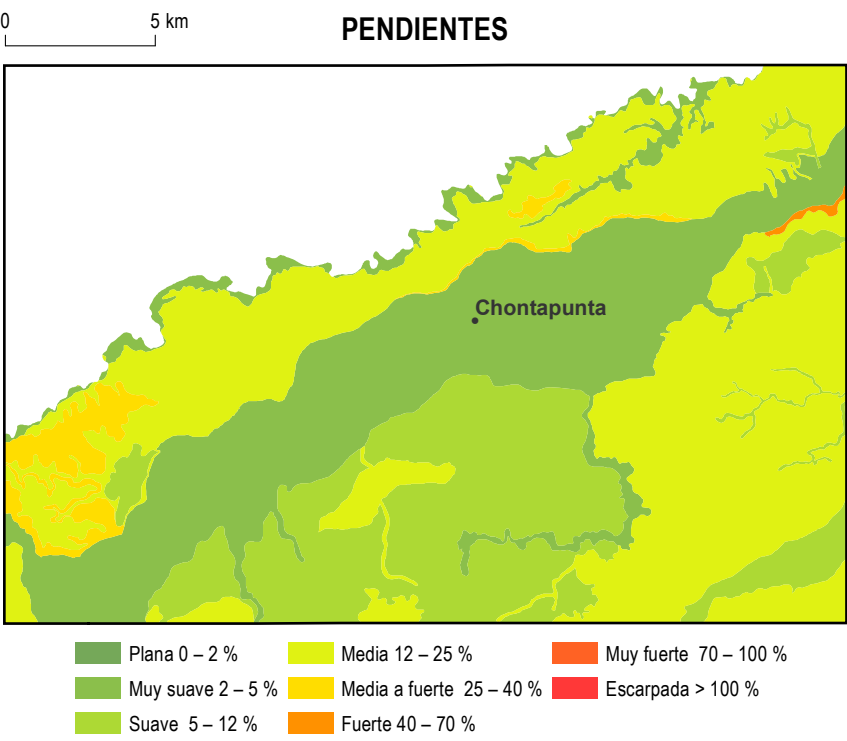 0 5 km
PENDIENTES
Chontapunta
Plana 0 – 2 %
Muy suave 2 – 5 %
Suave 5 – 12 %
Media 12 – 25 %
Media a fuerte 25 – 40 %
Fuerte 40 – 70 %
Muy fuerte 70 – 100 %
Escarpada > 100 %